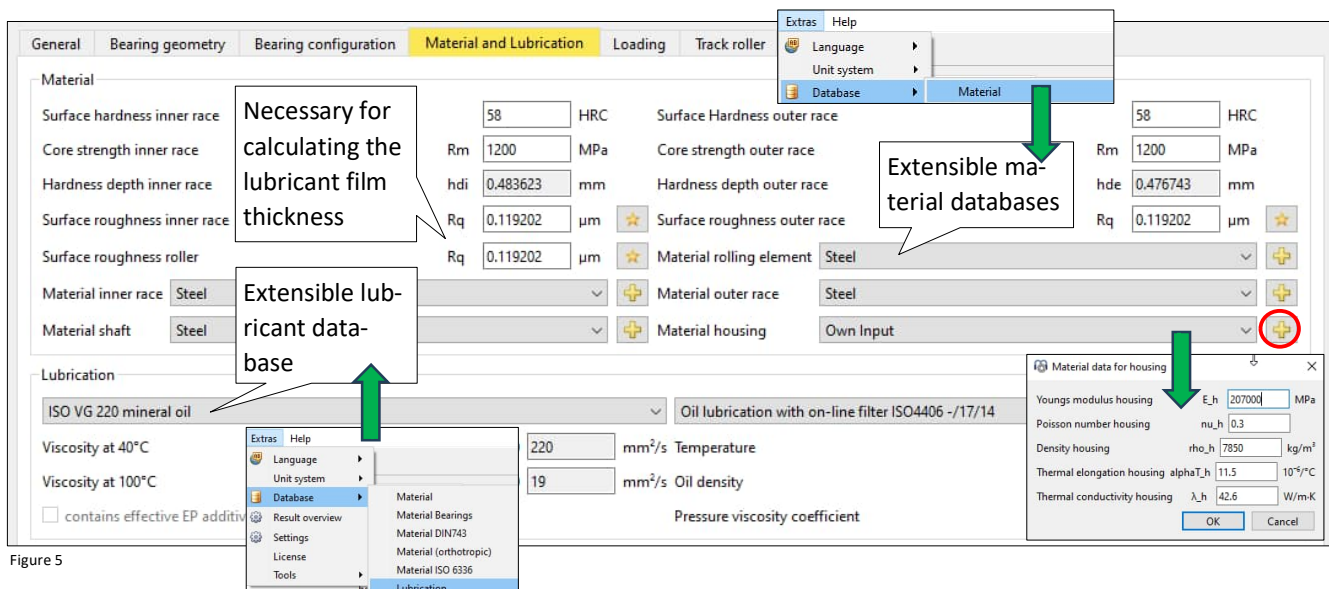 Extras Help
Language
Unit system
Database Material
General Bearing geometry Bearing configuration Material and Lubrication Loading Track roller
Material
Surface hardness inner race 58 HRC Surface Hardness outer race 58 HRC
Core strength inner race Rm 1200 MPa Core strength outer race Rm 1200 MPa
Hardness depth inner race hdi 0.483623 mm Hardness depth outer race hde 0.476743 mm
Surface roughness inner race Rq 0.119202 µm Surface roughness outer race Rq 0.119202 µm
Surface roughness roller Rq 0.119202 µm Material rolling element Steel
Material inner race Steel Material outer race Steel
Material shaft Steel Material housing Own Input
Necessary for
calculating the
lubricant film
thickness
Extensible ma-
terial databases
Extensible lub-
ricant data-
base
Lubrication
ISO VG 220 mineral oil Oil lubrication with on-line filter ISO4406 -/17/14
Viscosity at 40°C 220 mm²/s Temperature
Viscosity at 100°C 19 mm²/s Oil density
contains effective EP additiv Pressure viscosity coefficient
Material data for housing
Youngs modulus housing E_h 207000 MPa
Poisson number housing nu_h 0.3
Density housing rho_h 7850 kg/m³
Thermal elongation housing alphaT_h 11.5 10⁻⁶/°C
Thermal conductivity housing λ_h 42.6 W/m·K
OK Cancel
Extras Help
Language
Unit system
Database Material
Result overview Material Bearings
Settings Material DIN743
License Material (orthotropic)
Tools Material ISO 6336
Lubrication
Figure 5